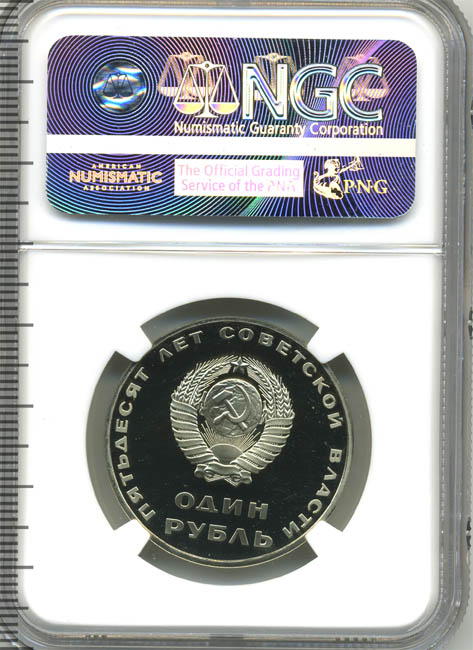 NGC
Numismatic Guaranty Corporation
AMERICAN
NUMISMATIC
ASSOCIATION
The Official Grading
Service of the PNG
PNG
ПЯТЬДЕСЯТ ЛЕТ СОВЕТСКОЙ ВЛАСТИ
ОДИН
РУБЛЬ